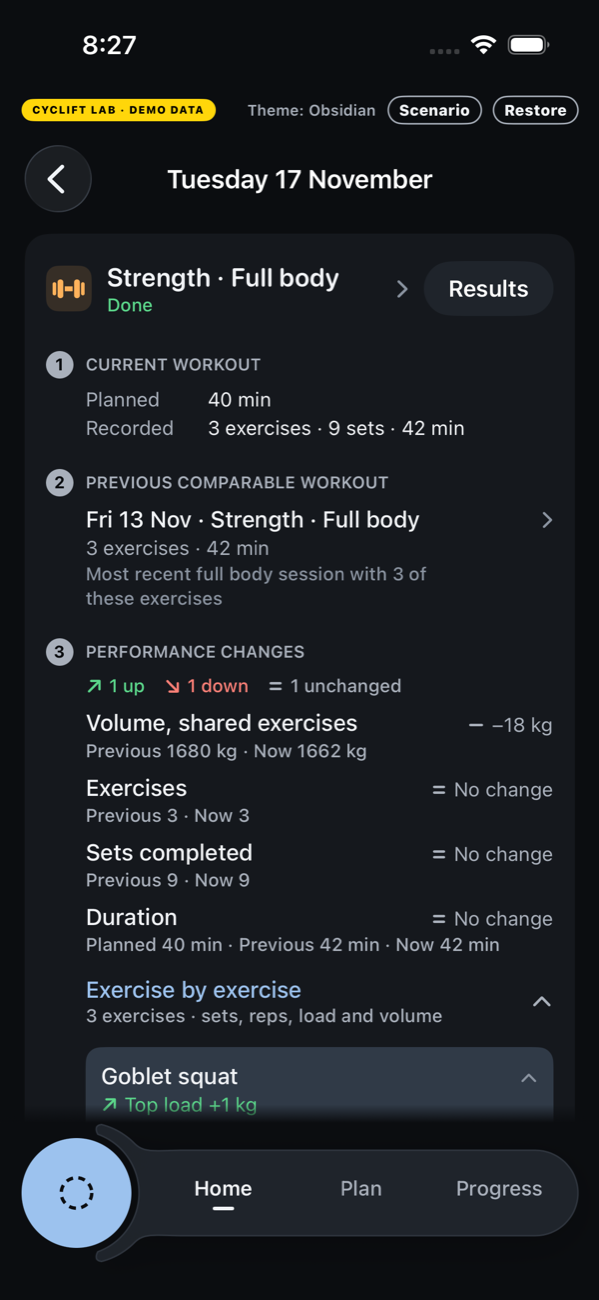 8:27
CYCLIFT LAB · DEMO DATA
Theme: Obsidian
Scenario
Restore
Tuesday 17 November
Strength · Full body
Done
Results
1 CURRENT WORKOUT
Planned 40 min
Recorded 3 exercises · 9 sets · 42 min
2 PREVIOUS COMPARABLE WORKOUT
Fri 13 Nov · Strength · Full body
3 exercises · 42 min
Most recent full body session with 3 of
these exercises
3 PERFORMANCE CHANGES
↗ 1 up ↘ 1 down = 1 unchanged
Volume, shared exercises — −18 kg
Previous 1680 kg · Now 1662 kg
Exercises = No change
Previous 3 · Now 3
Sets completed = No change
Previous 9 · Now 9
Duration = No change
Planned 40 min · Previous 42 min · Now 42 min
Exercise by exercise
3 exercises · sets, reps, load and volume
Goblet squat
↗ Top load +1 kg
Home
Plan
Progress